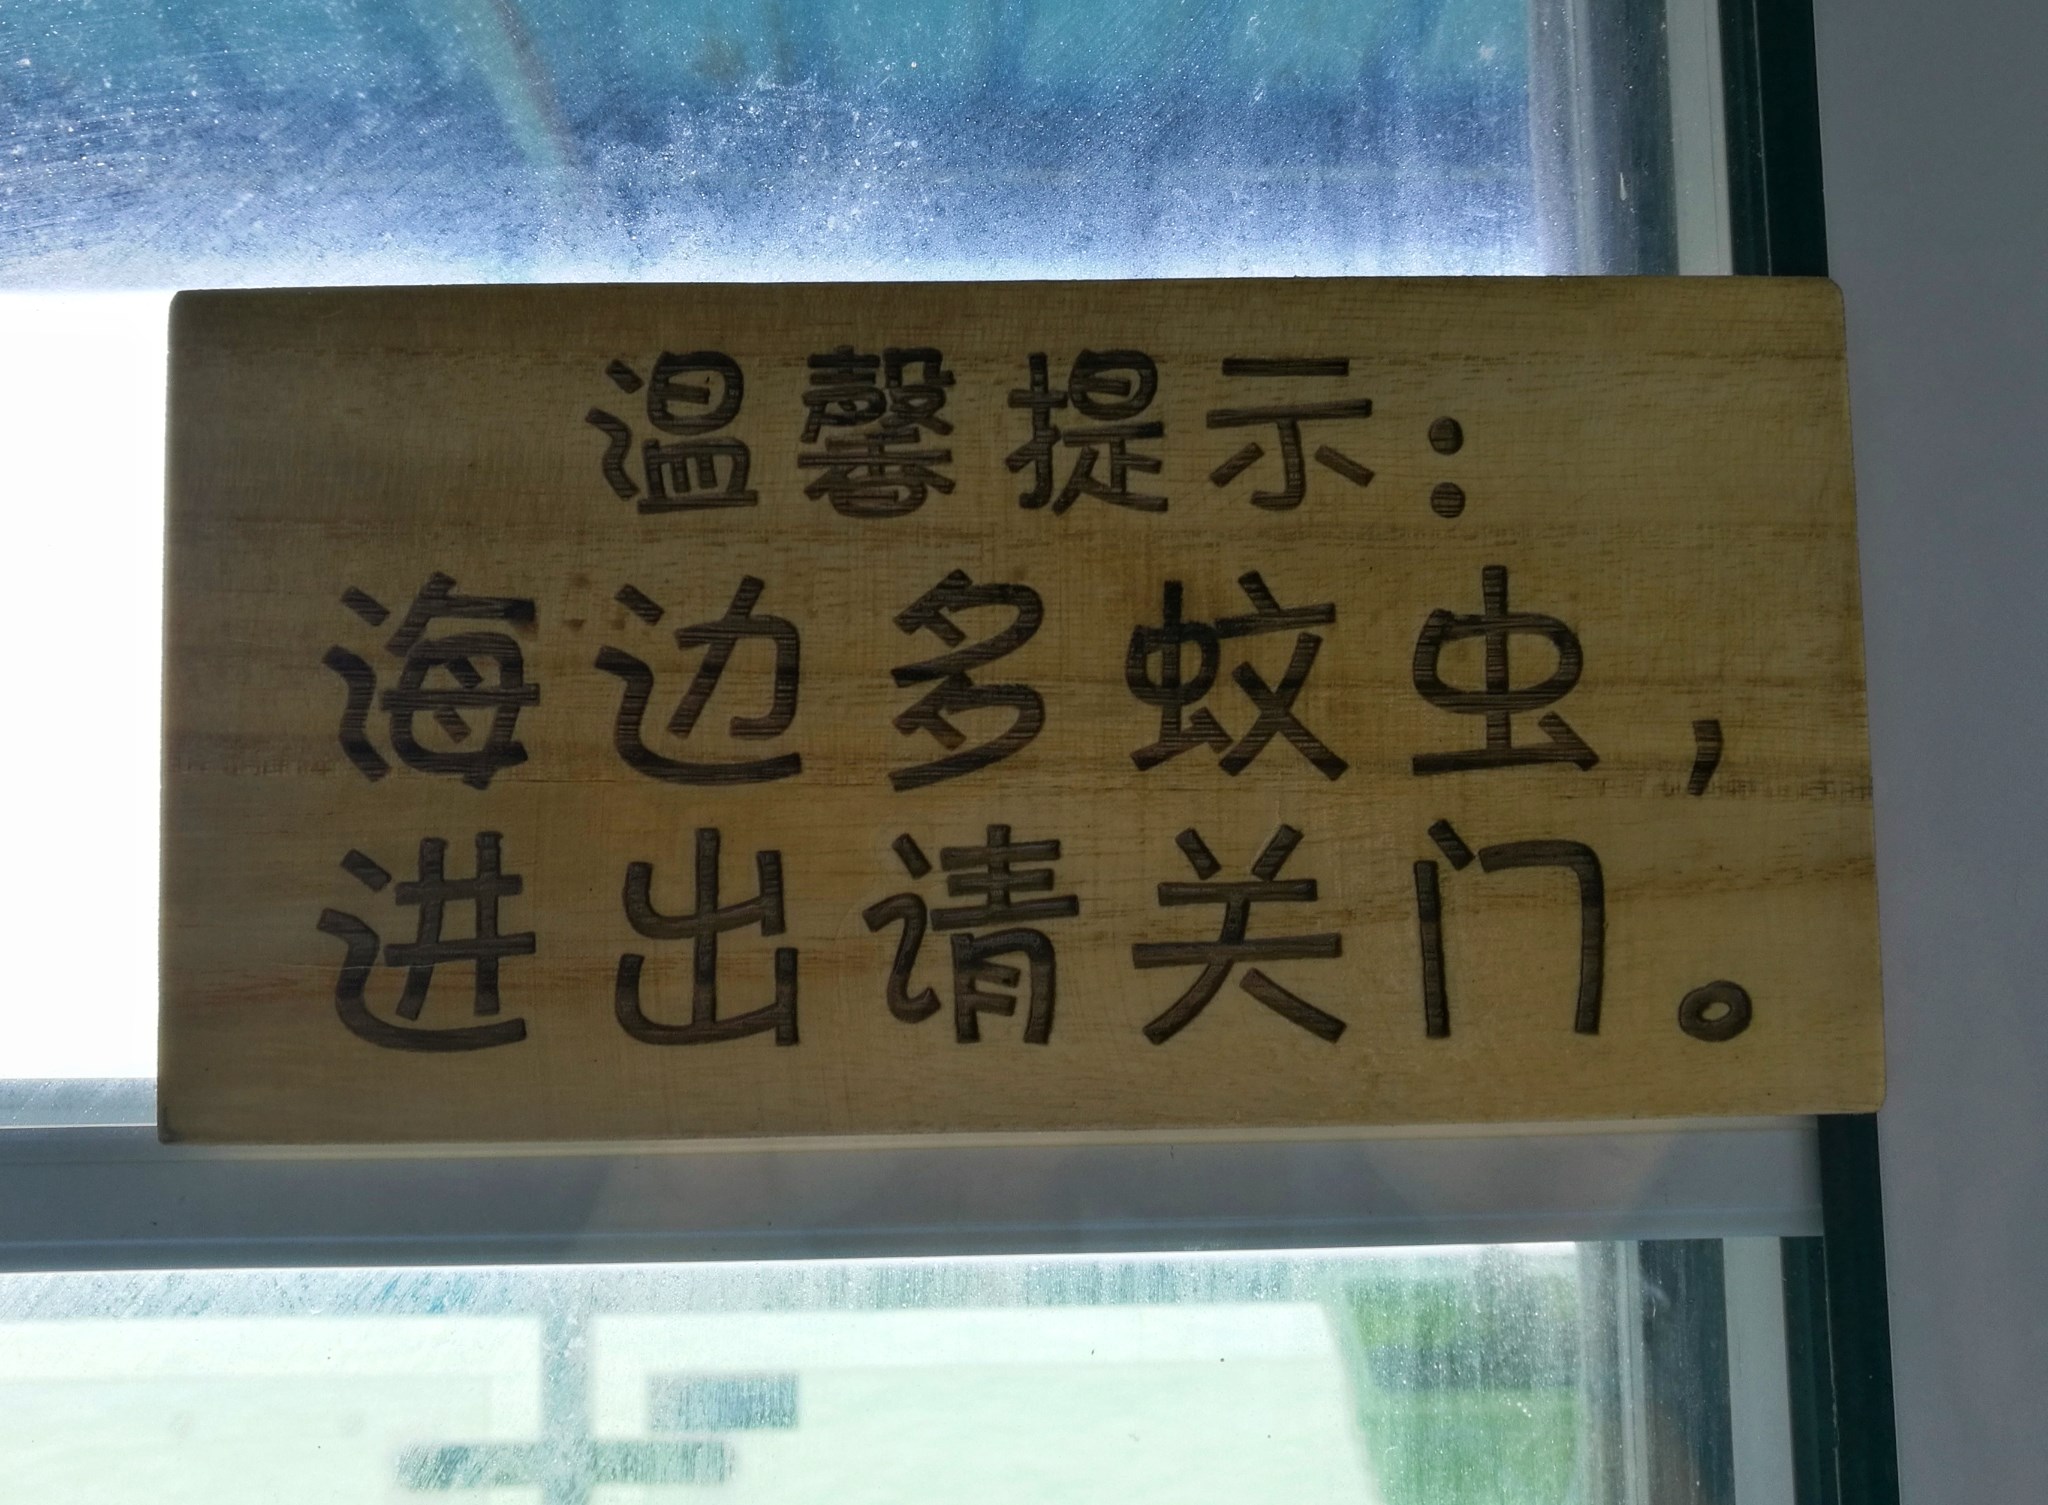 温馨提示：
海边多蚊虫，
进出请关门。